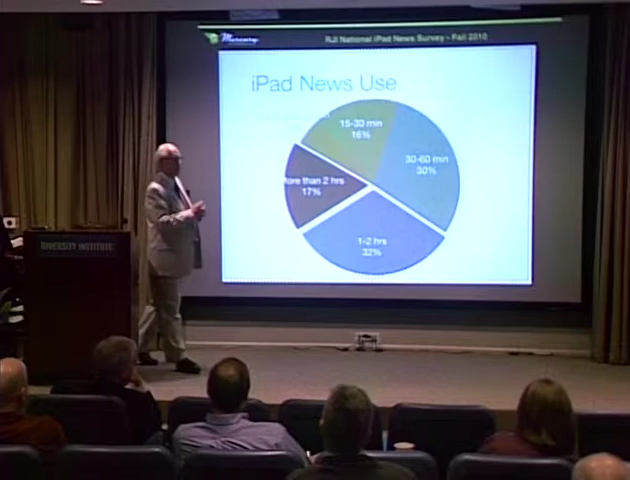 RJI National iPad News Survey - Fall 2010
iPad News Use
15-30 min
16%
30-60 min
30%
ore than 2 hrs
17%
1-2 hrs
32%
DIVERSITY INSTITUTE